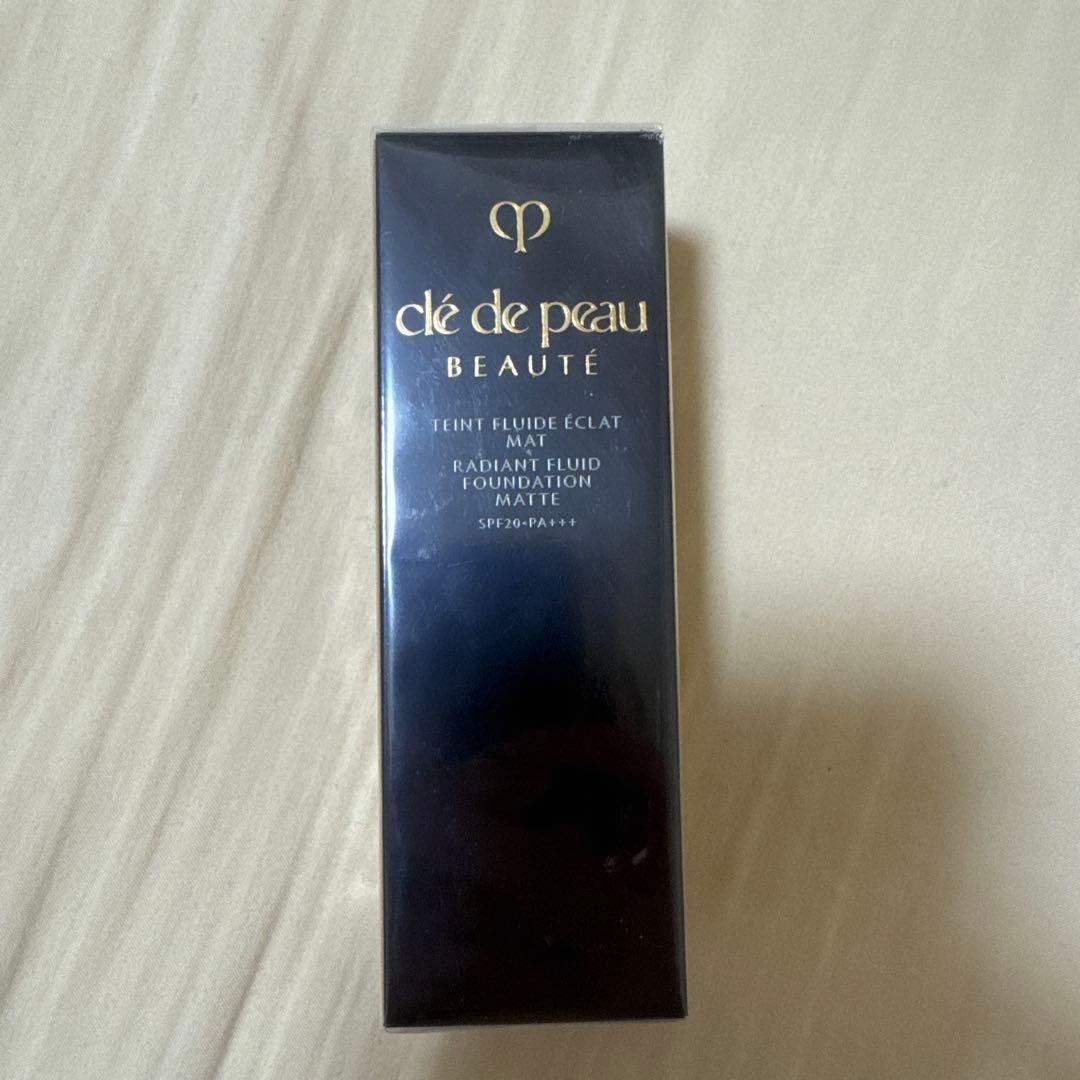 clé de peau
BEAUTÉ
TEINT FLUIDE ÉCLAT
MAT
RADIANT FLUID
FOUNDATION
MATTE
SPF20・PA+++